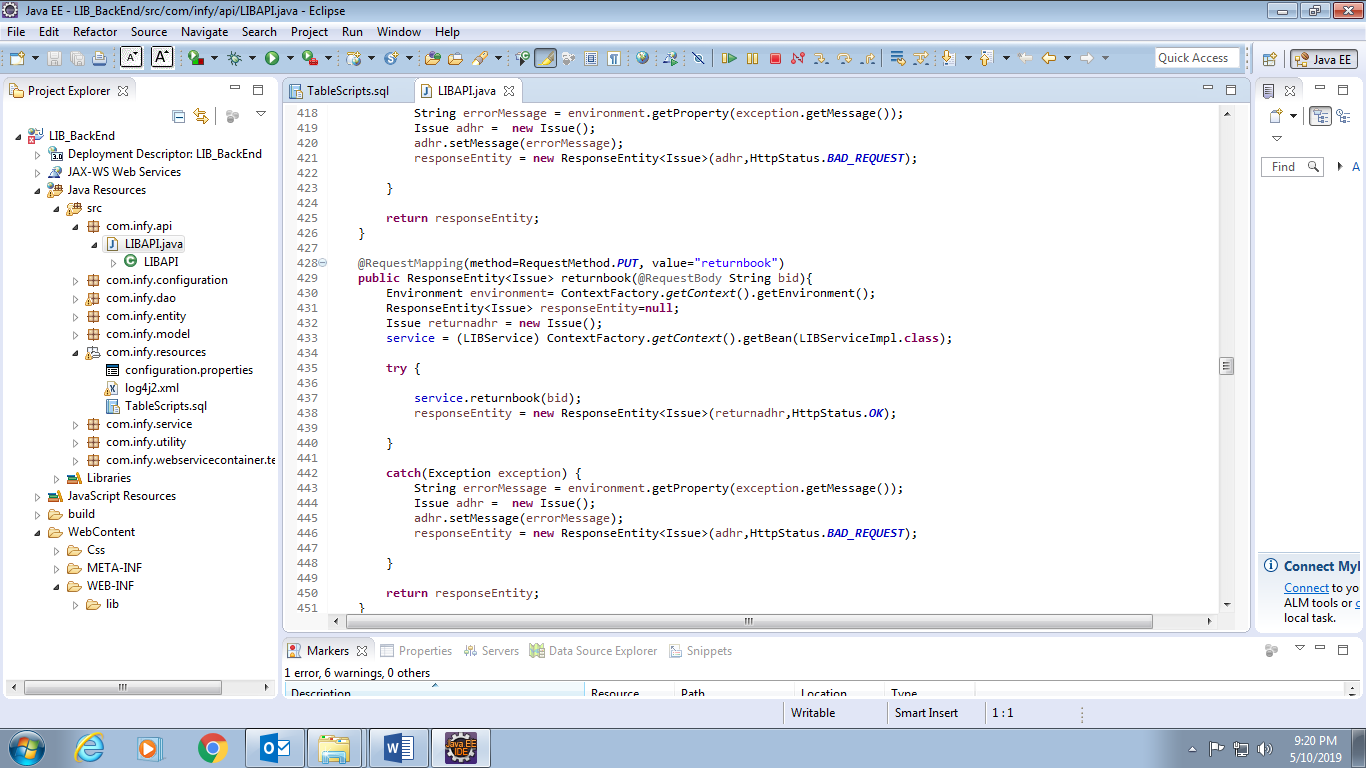 Java EE - LIB_BackEnd/src/com/infy/api/LIBAPI.java - Eclipse
File Edit Refactor Source Navigate Search Project Run Window Help
A A Quick Access Java EE
Project Explorer
LIB_BackEnd
Deployment Descriptor: LIB_BackEnd
JAX-WS Web Services
Java Resources
src
com.infy.api
LIBAPI.java
LIBAPI
com.infy.configuration
com.infy.dao
com.infy.entity
com.infy.model
com.infy.resources
configuration.properties
log4j2.xml
TableScripts.sql
com.infy.service
com.infy.utility
com.infy.webservicecontainer.te
Libraries
JavaScript Resources
build
WebContent
Css
META-INF
WEB-INF
lib
TableScripts.sql LIBAPI.java
418 String errorMessage = environment.getProperty(exception.getMessage());
419 Issue adhr =  new Issue();
420 adhr.setMessage(errorMessage);
421 responseEntity = new ResponseEntity<Issue>(adhr,HttpStatus.BAD_REQUEST);
422
423 }
424
425 return responseEntity;
426 }
427
428 @RequestMapping(method=RequestMethod.PUT, value="returnbook")
429 public ResponseEntity<Issue> returnbook(@RequestBody String bid){
430 Environment environment= ContextFactory.getContext().getEnvironment();
431 ResponseEntity<Issue> responseEntity=null;
432 Issue returnadhr = new Issue();
433 service = (LIBService) ContextFactory.getContext().getBean(LIBServiceImpl.class);
434
435 try {
436
437 service.returnbook(bid);
438 responseEntity = new ResponseEntity<Issue>(returnadhr,HttpStatus.OK);
439
440 }
441
442 catch(Exception exception) {
443 String errorMessage = environment.getProperty(exception.getMessage());
444 Issue adhr =  new Issue();
445 adhr.setMessage(errorMessage);
446 responseEntity = new ResponseEntity<Issue>(adhr,HttpStatus.BAD_REQUEST);
447
448 }
449
450 return responseEntity;
451 }
Find A
Connect Myl
Connect to yo
ALM tools or c
local task.
Markers Properties Servers Data Source Explorer Snippets
1 error, 6 warnings, 0 others
Description Resource Path Location Type
Writable Smart Insert 1 : 1
Java EE
IDE
9:20 PM
5/10/2019